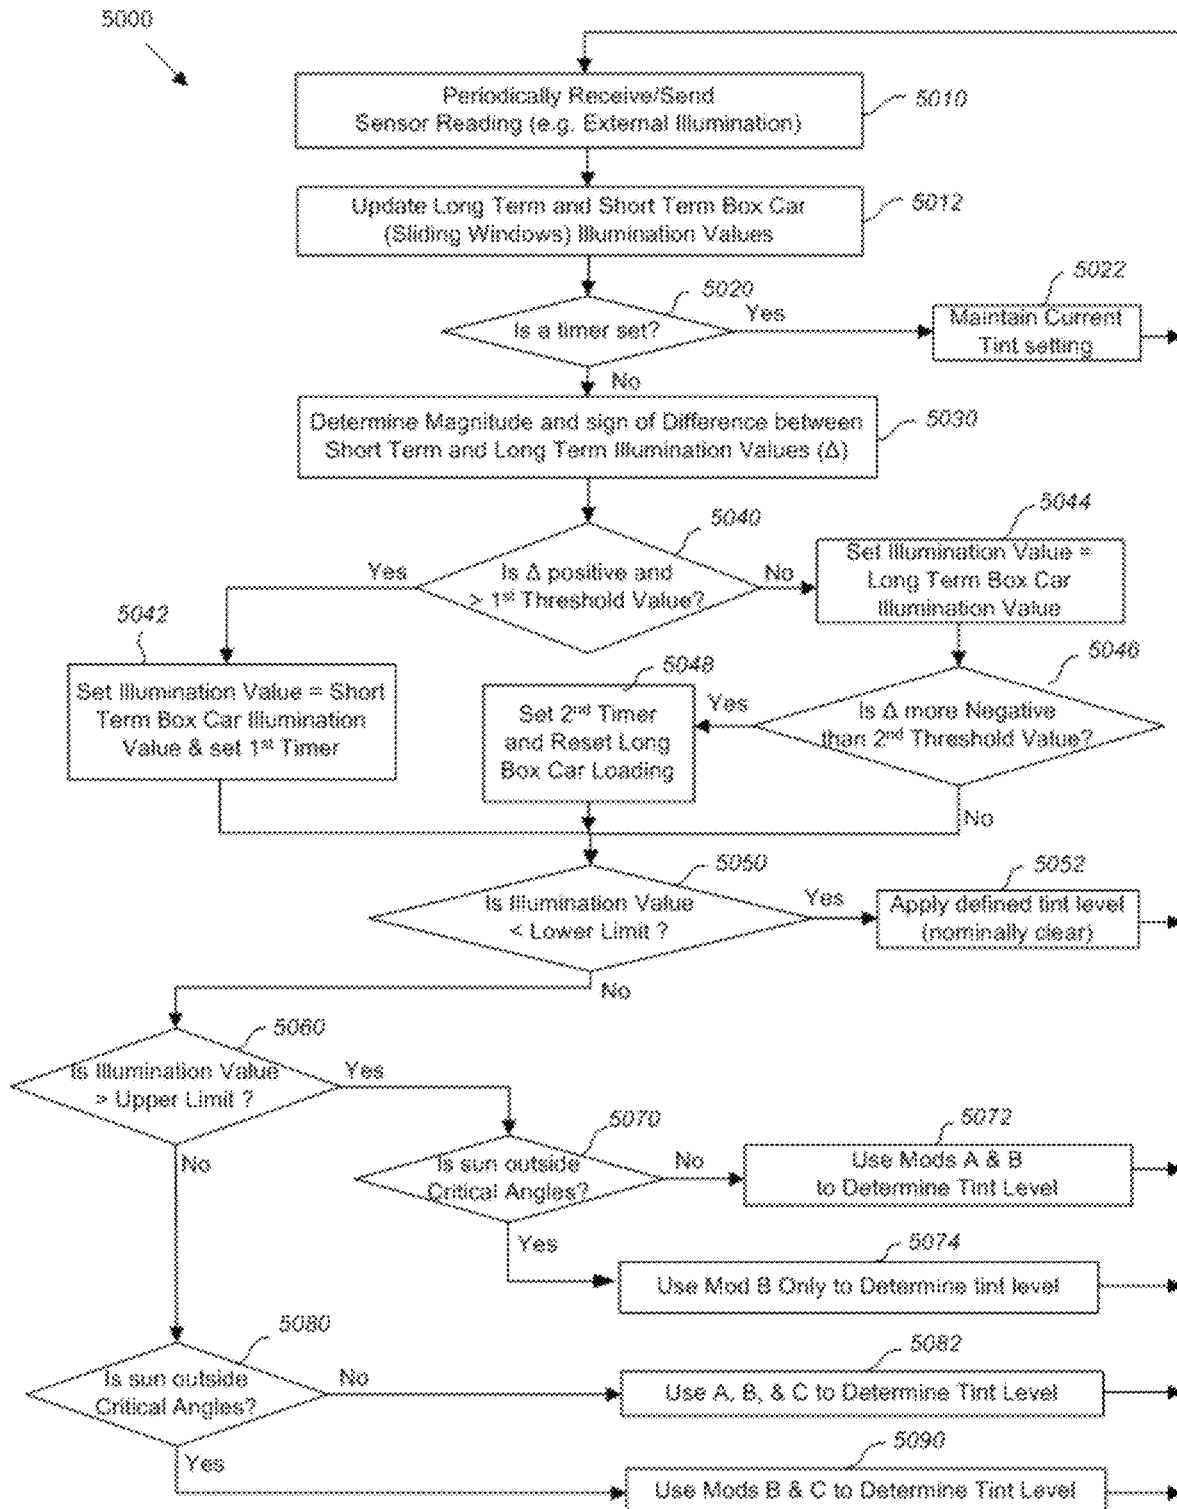 5000
Periodically Receive/Send
Sensor Reading (e.g. External Illumination)
5010
Update Long Term and Short Term Box Car
(Sliding Windows) Illumination Values
5012
Is a timer set?
5020
Yes
No
Maintain Current
Tint setting
5022
Determine Magnitude and sign of Difference between
Short Term and Long Term Illumination Values (Δ)
5030
Is Δ positive and
> 1st Threshold Value?
5040
Yes
No
Set Illumination Value =
Long Term Box Car
Illumination Value
5044
5042
Set Illumination Value = Short
Term Box Car Illumination
Value & set 1st Timer
5048
Set 2nd Timer
and Reset Long
Box Car Loading
Yes
5046
Is Δ more Negative
than 2nd Threshold Value?
No
5050
Is Illumination Value
< Lower Limit ?
Yes
No
5052
Apply defined tint level
(nominally clear)
5060
Is Illumination Value
> Upper Limit ?
Yes
No
5070
Is sun outside
Critical Angles?
No
Yes
5072
Use Mods A & B
to Determine Tint Level
5074
Use Mod B Only to Determine tint level
5080
Is sun outside
Critical Angles?
No
Yes
5082
Use A, B, & C to Determine Tint Level
5090
Use Mods B & C to Determine Tint Level